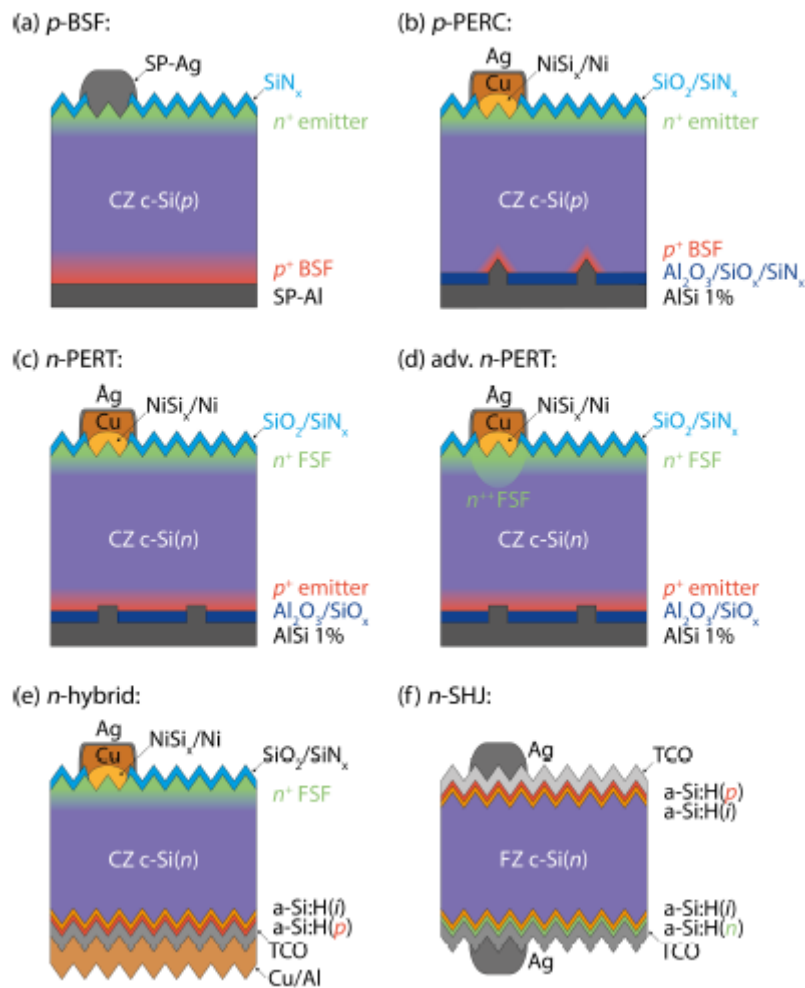 (a) p-BSF:
SP-Ag
SiNₓ
n⁺ emitter
CZ c-Si(p)
p⁺ BSF
SP-Al
(b) p-PERC:
Ag
NiSiₓ/Ni
Cu
SiO₂/SiNₓ
n⁺ emitter
CZ c-Si(p)
p⁺ BSF
Al₂O₃/SiOₓ/SiNₓ
AlSi 1%
(c) n-PERT:
Ag
NiSiₓ/Ni
Cu
SiO₂/SiNₓ
n⁺ FSF
CZ c-Si(n)
p⁺ emitter
Al₂O₃/SiOₓ
AlSi 1%
(d) adv. n-PERT:
Ag
NiSiₓ/Ni
Cu
SiO₂/SiNₓ
n⁺ FSF
n⁺⁺ FSF
CZ c-Si(n)
p⁺ emitter
Al₂O₃/SiOₓ
AlSi 1%
(e) n-hybrid:
Ag
NiSiₓ/Ni
Cu
SiO₂/SiNₓ
n⁺ FSF
CZ c-Si(n)
a-Si:H(i)
a-Si:H(p)
TCO
Cu/Al
(f) n-SHJ:
Ag
TCO
a-Si:H(p)
a-Si:H(i)
FZ c-Si(n)
a-Si:H(i)
a-Si:H(n)
TCO
Ag